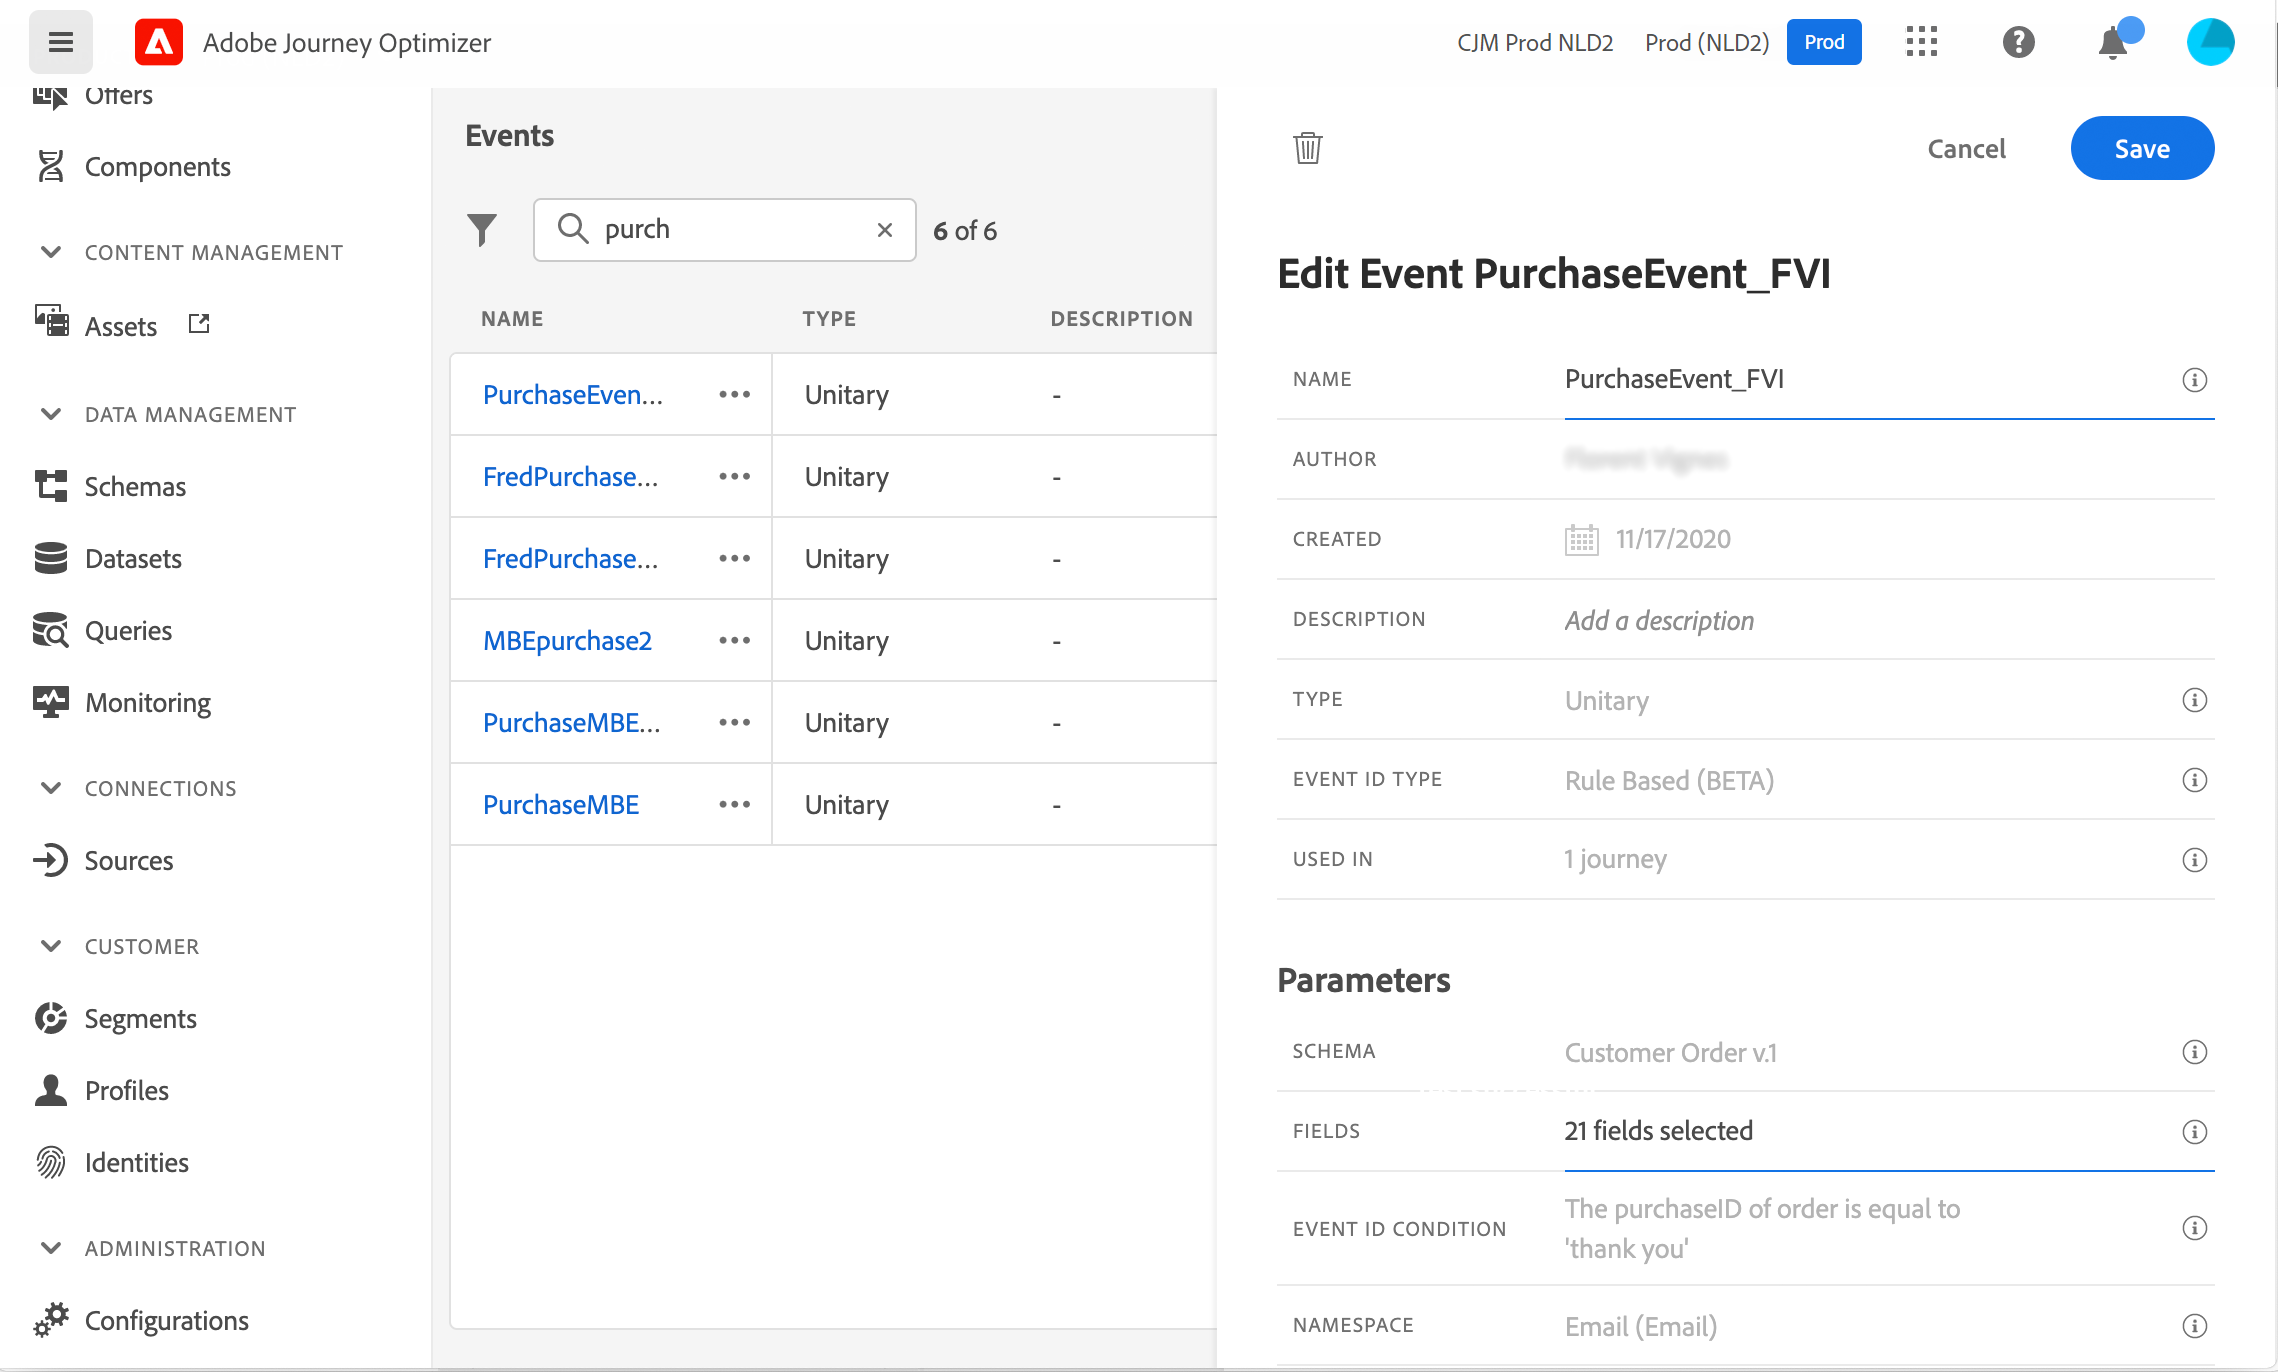 Adobe Journey Optimizer
CJM Prod NLD2
Prod (NLD2)
Prod
Offers
Components
CONTENT MANAGEMENT
Assets
DATA MANAGEMENT
Schemas
Datasets
Queries
Monitoring
CONNECTIONS
Sources
CUSTOMER
Segments
Profiles
Identities
ADMINISTRATION
Configurations
Events
purch
6 of 6
NAME TYPE DESCRIPTION
PurchaseEven... Unitary -
FredPurchase... Unitary -
FredPurchase... Unitary -
MBEpurchase2 Unitary -
PurchaseMBE... Unitary -
PurchaseMBE Unitary -
Cancel
Save
Edit Event PurchaseEvent_FVI
NAME PurchaseEvent_FVI
AUTHOR
CREATED 11/17/2020
DESCRIPTION Add a description
TYPE Unitary
EVENT ID TYPE Rule Based (BETA)
USED IN 1 journey
Parameters
SCHEMA Customer Order v.1
FIELDS 21 fields selected
EVENT ID CONDITION The purchaseID of order is equal to
'thank you'
NAMESPACE Email (Email)